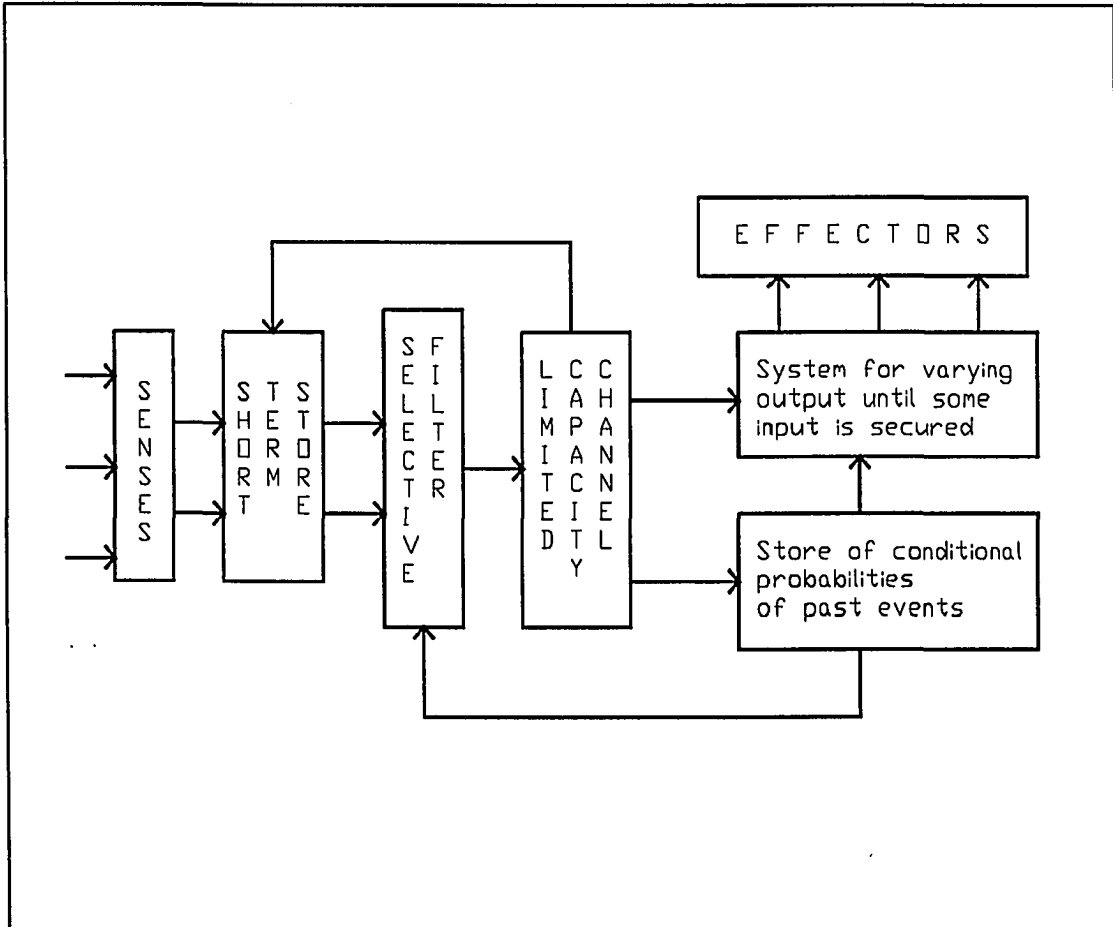 SENSES
SHORT
TERM
STORE
SELECTIVE
FILTER
LIMITED
CAPACITY
CHANNEL
EFFECTORS
System for varying
output until some
input is secured
Store of conditional
probabilities
of past events